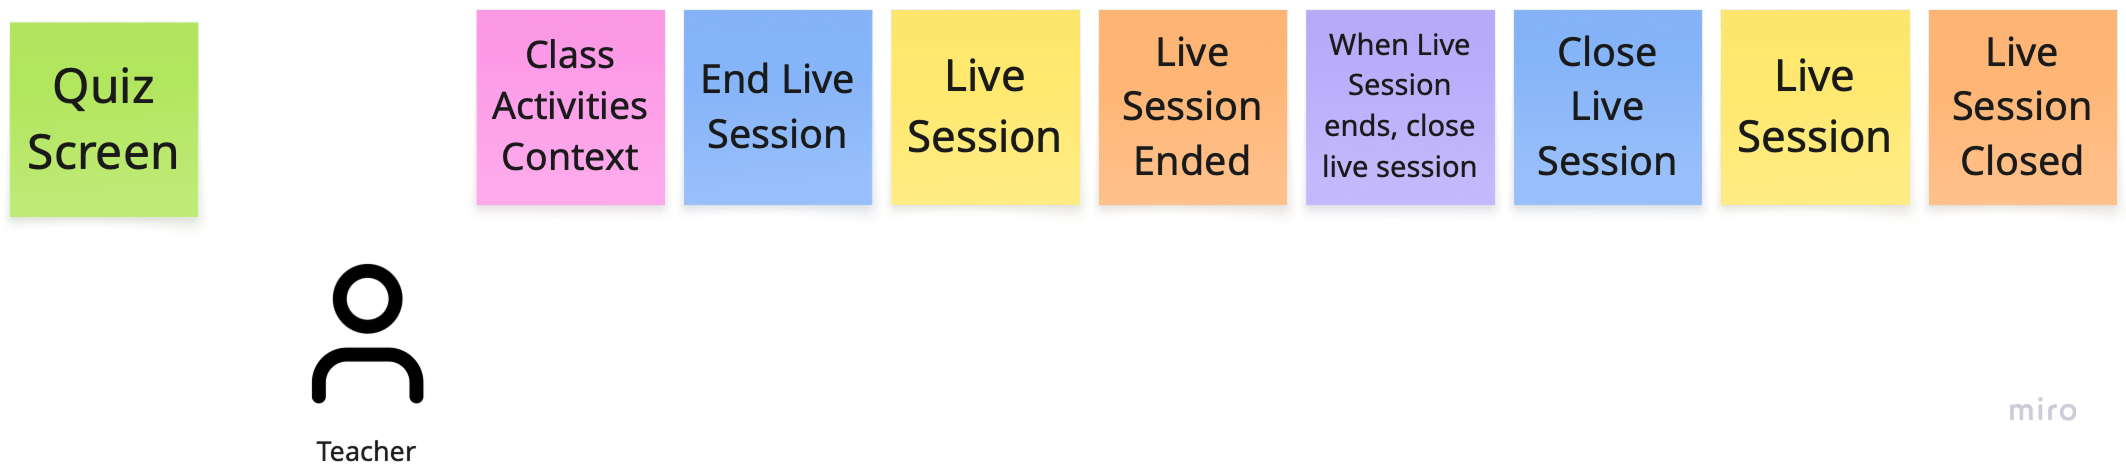 Quiz
Screen
Class
Activities
Context
End Live
Session
Live
Session
Live
Session
Ended
When Live
Session
ends, close
live session
Close
Live
Session
Live
Session
Live
Session
Closed
Teacher
miro